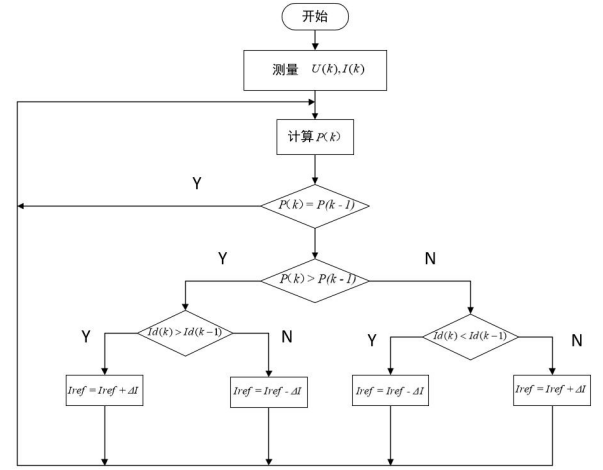 开始
测量 U(k),I(k)
计算 P(k)
Y
P(k) = P(k - 1)
Y
N
P(k) > P(k - 1)
Y
Id(k) > Id(k−1)
N
Y
Id(k) < Id(k−1)
N
Iref = Iref + ΔI
Iref = Iref - ΔI
Iref = Iref - ΔI
Iref = Iref + ΔI